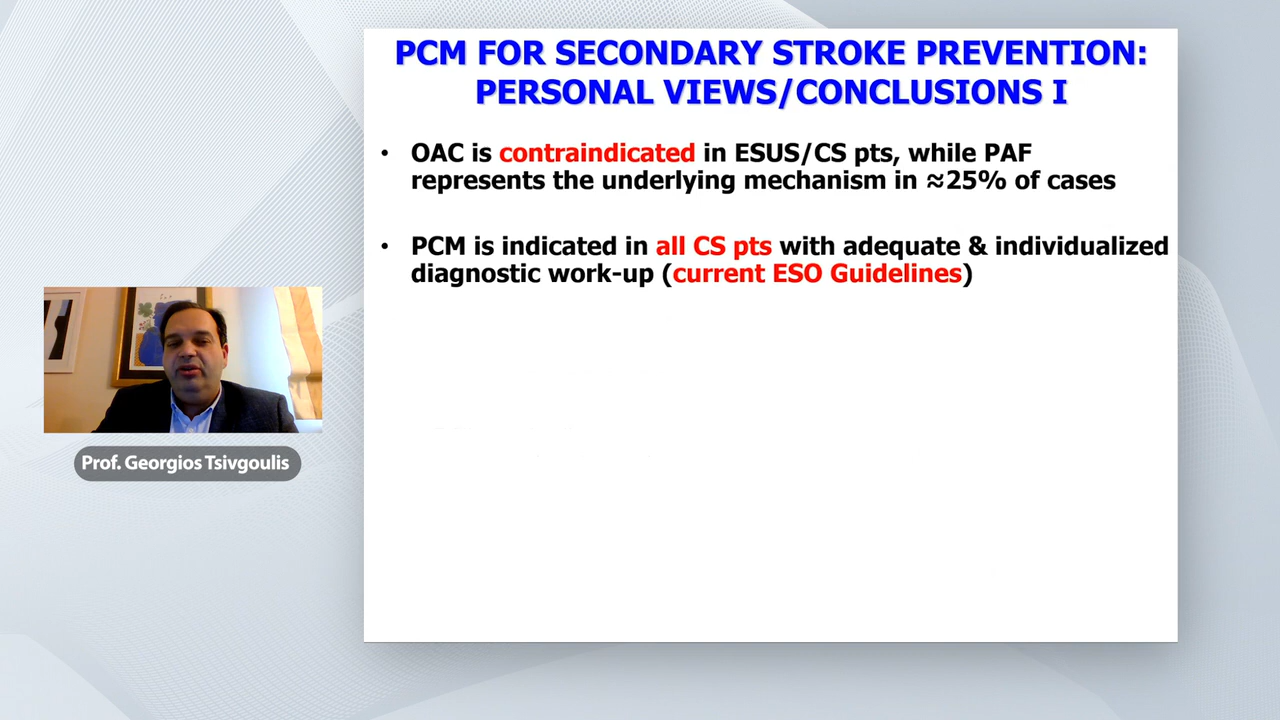 PCM FOR SECONDARY STROKE PREVENTION:
PERSONAL VIEWS/CONCLUSIONS I
• OAC is contraindicated in ESUS/CS pts, while PAF
represents the underlying mechanism in ≈25% of cases
• PCM is indicated in all CS pts with adequate & individualized
diagnostic work-up (current ESO Guidelines)
Prof. Georgios Tsivgoulis